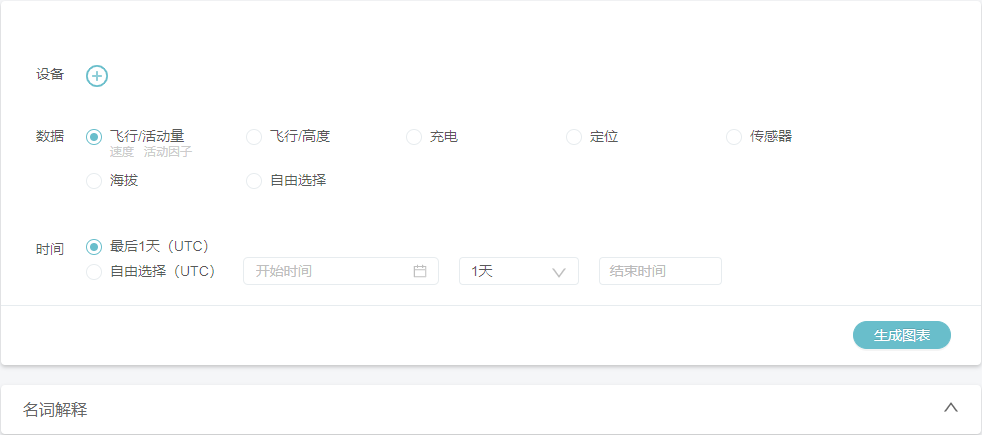 设备
数据 飞行/活动量 飞行/高度 充电 定位 传感器
速度 活动因子
海拔 自由选择
时间 最后1天（UTC）
自由选择（UTC） 开始时间 1天 结束时间
生成图表
名词解释